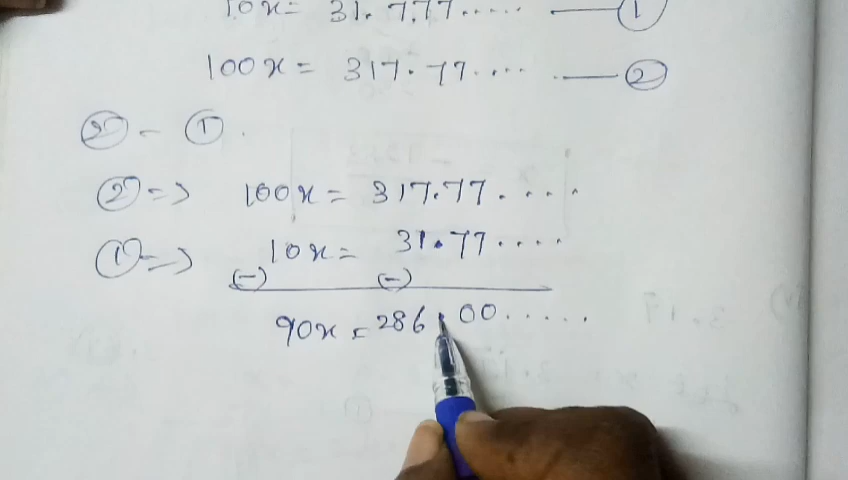 10x = 31.777..... ——— ①
100x = 317.77..... ——— ②
② - ①.
② => 100x = 317.77....
① => 10x = 31.77....
(-) (-)
90x = 286.00.....